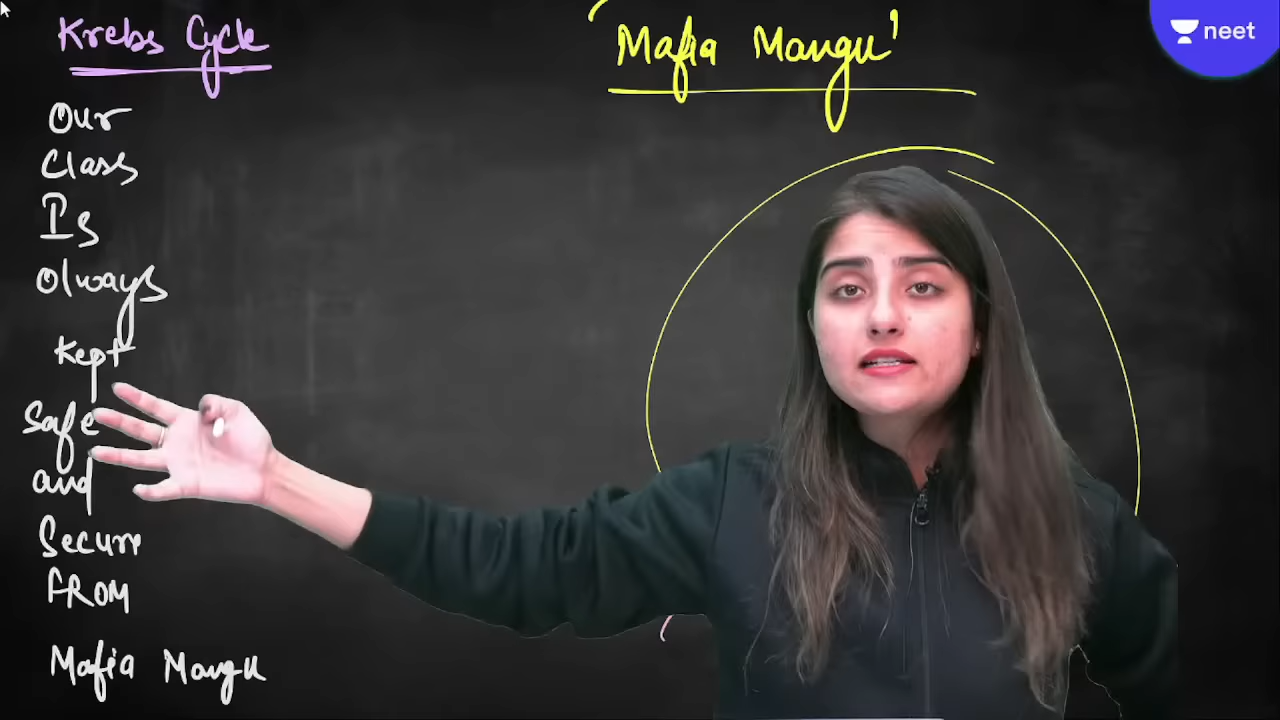 Krebs Cycle
Our
Class
Is
Olways
Kept
Safe
and
Secure
FROM
Mafia Mangu
'Mafia Mangu'
neet